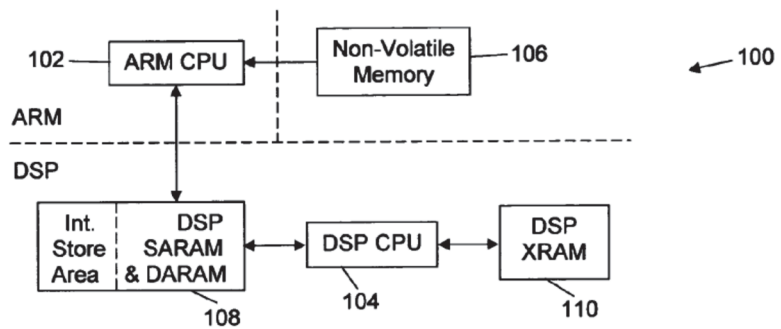 102
ARM CPU
Non-Volatile
Memory
106
100
ARM
DSP
Int.
Store
Area
DSP
SARAM
& DARAM
108
DSP CPU
104
DSP
XRAM
110